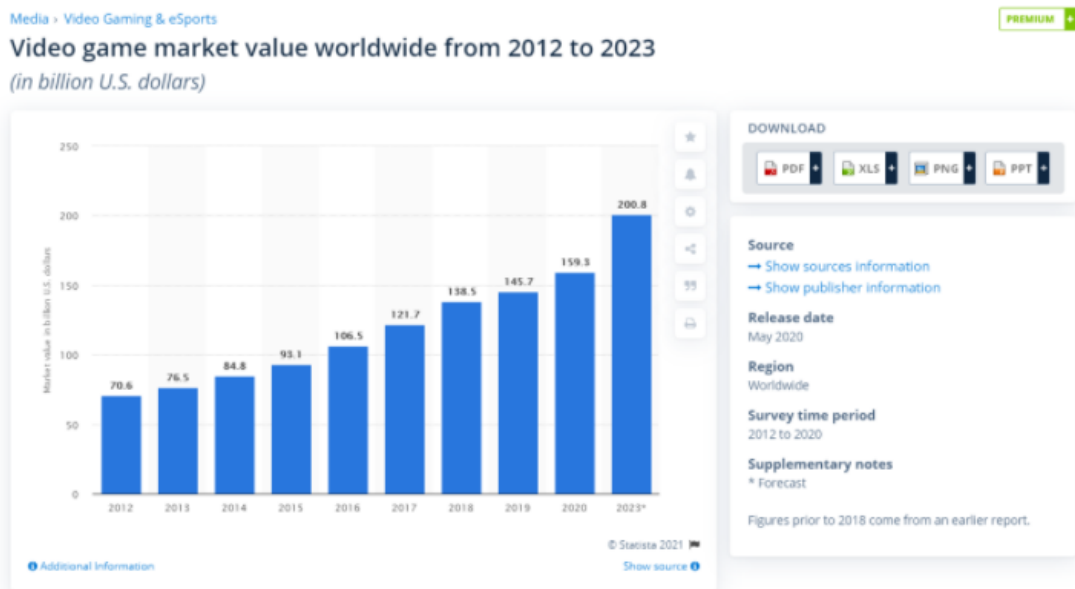 Media › Video Gaming & eSports
PREMIUM +
Video game market value worldwide from 2012 to 2023
(in billion U.S. dollars)
250
200
150
100
50
0
Market value in billion U.S. dollars
70.6
76.5
84.8
93.1
106.5
121.7
138.5
145.7
159.3
200.8
2012
2013
2014
2015
2016
2017
2018
2019
2020
2023*
© Statista 2021
Additional Information
Show source
DOWNLOAD
PDF +
XLS +
PNG +
PPT +
Source
→ Show sources information
→ Show publisher information
Release date
May 2020
Region
Worldwide
Survey time period
2012 to 2020
Supplementary notes
* Forecast
Figures prior to 2018 come from an earlier report.